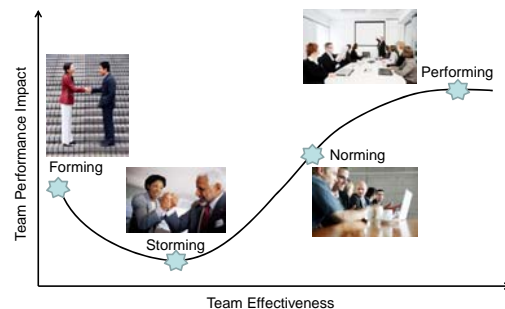 Performing
Forming
Norming
Storming
Team Performance Impact
Team Effectiveness